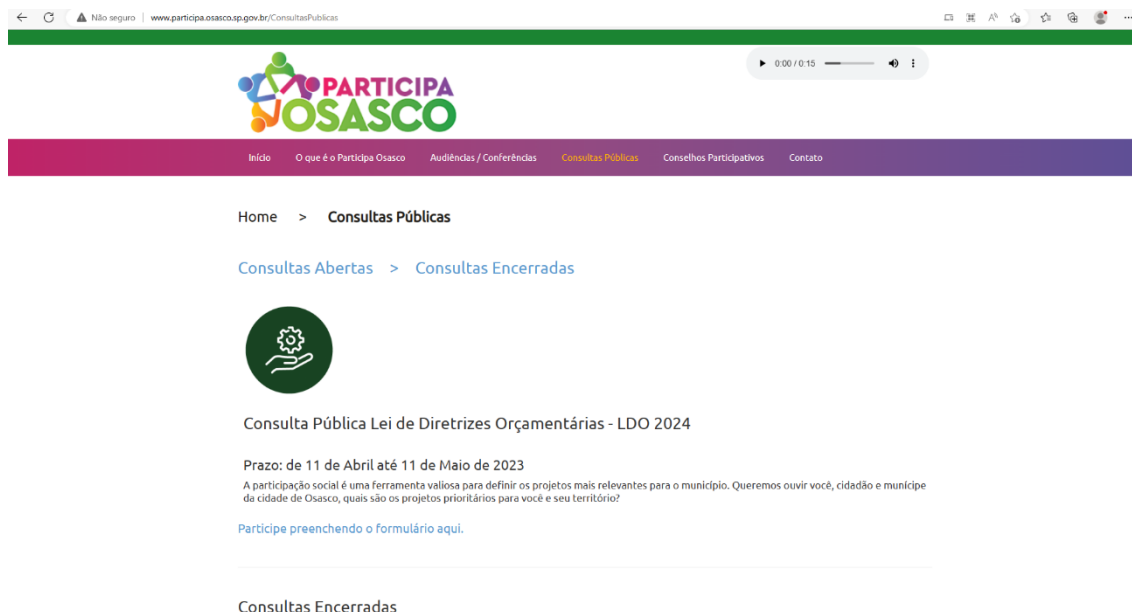 Não seguro | www.participa.osasco.sp.gov.br/ConsultasPublicas
PARTICIPA
OSASCO
0:00 / 0:15
Início O que é o Participa Osasco Audiências / Conferências Consultas Públicas Conselhos Participativos Contato
Home > Consultas Públicas
Consultas Abertas > Consultas Encerradas
Consulta Pública Lei de Diretrizes Orçamentárias - LDO 2024
Prazo: de 11 de Abril até 11 de Maio de 2023
A participação social é uma ferramenta valiosa para definir os projetos mais relevantes para o município. Queremos ouvir você, cidadão e munícipe
da cidade de Osasco, quais são os projetos prioritários para você e seu território?
Participe preenchendo o formulário aqui.
Consultas Encerradas